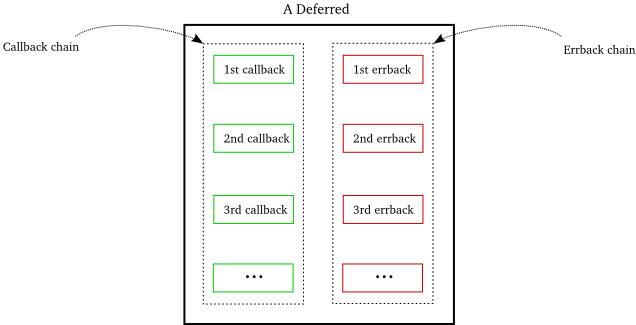 A Deferred
Callback chain
Errback chain
1st callback
1st errback
2nd callback
2nd errback
3rd callback
3rd errback
...
...